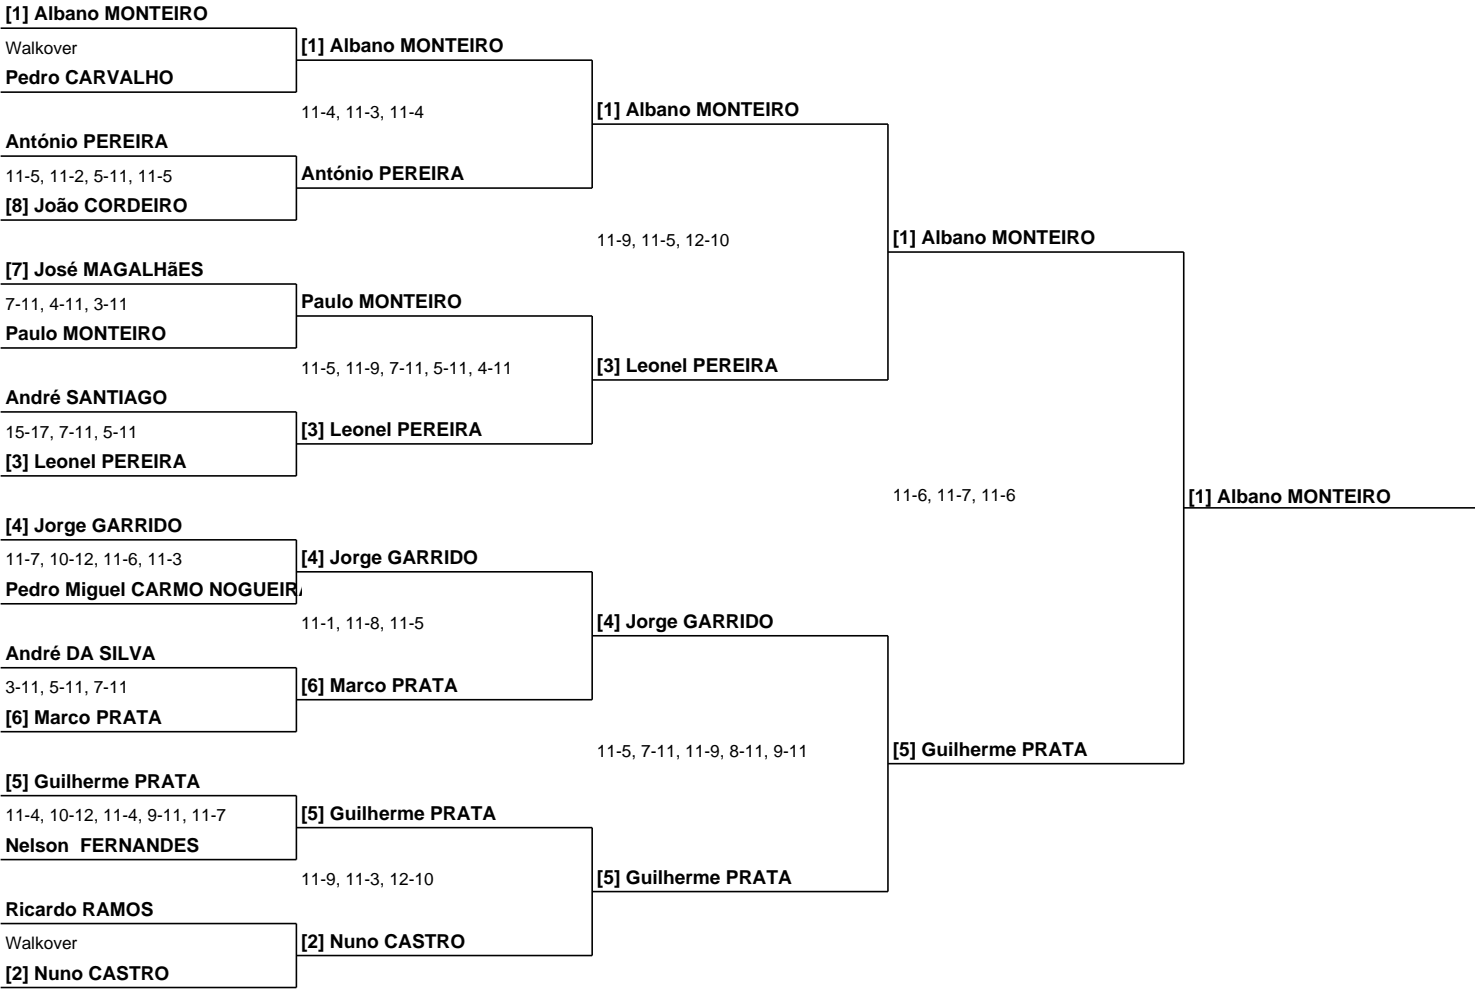 [1] Albano MONTEIRO
Walkover
Pedro CARVALHO
António PEREIRA
11-5, 11-2, 5-11, 11-5
[8] João CORDEIRO
[7] José MAGALHãES
7-11, 4-11, 3-11
Paulo MONTEIRO
André SANTIAGO
15-17, 7-11, 5-11
[3] Leonel PEREIRA
[4] Jorge GARRIDO
11-7, 10-12, 11-6, 11-3
Pedro Miguel CARMO NOGUEIRA
André DA SILVA
3-11, 5-11, 7-11
[6] Marco PRATA
[5] Guilherme PRATA
11-4, 10-12, 11-4, 9-11, 11-7
Nelson  FERNANDES
Ricardo RAMOS
Walkover
[2] Nuno CASTRO
[1] Albano MONTEIRO
11-4, 11-3, 11-4
António PEREIRA
Paulo MONTEIRO
11-5, 11-9, 7-11, 5-11, 4-11
[3] Leonel PEREIRA
[4] Jorge GARRIDO
11-1, 11-8, 11-5
[6] Marco PRATA
[5] Guilherme PRATA
11-9, 11-3, 12-10
[2] Nuno CASTRO
[1] Albano MONTEIRO
11-9, 11-5, 12-10
[3] Leonel PEREIRA
[4] Jorge GARRIDO
11-5, 7-11, 11-9, 8-11, 9-11
[5] Guilherme PRATA
[1] Albano MONTEIRO
11-6, 11-7, 11-6
[5] Guilherme PRATA
[1] Albano MONTEIRO